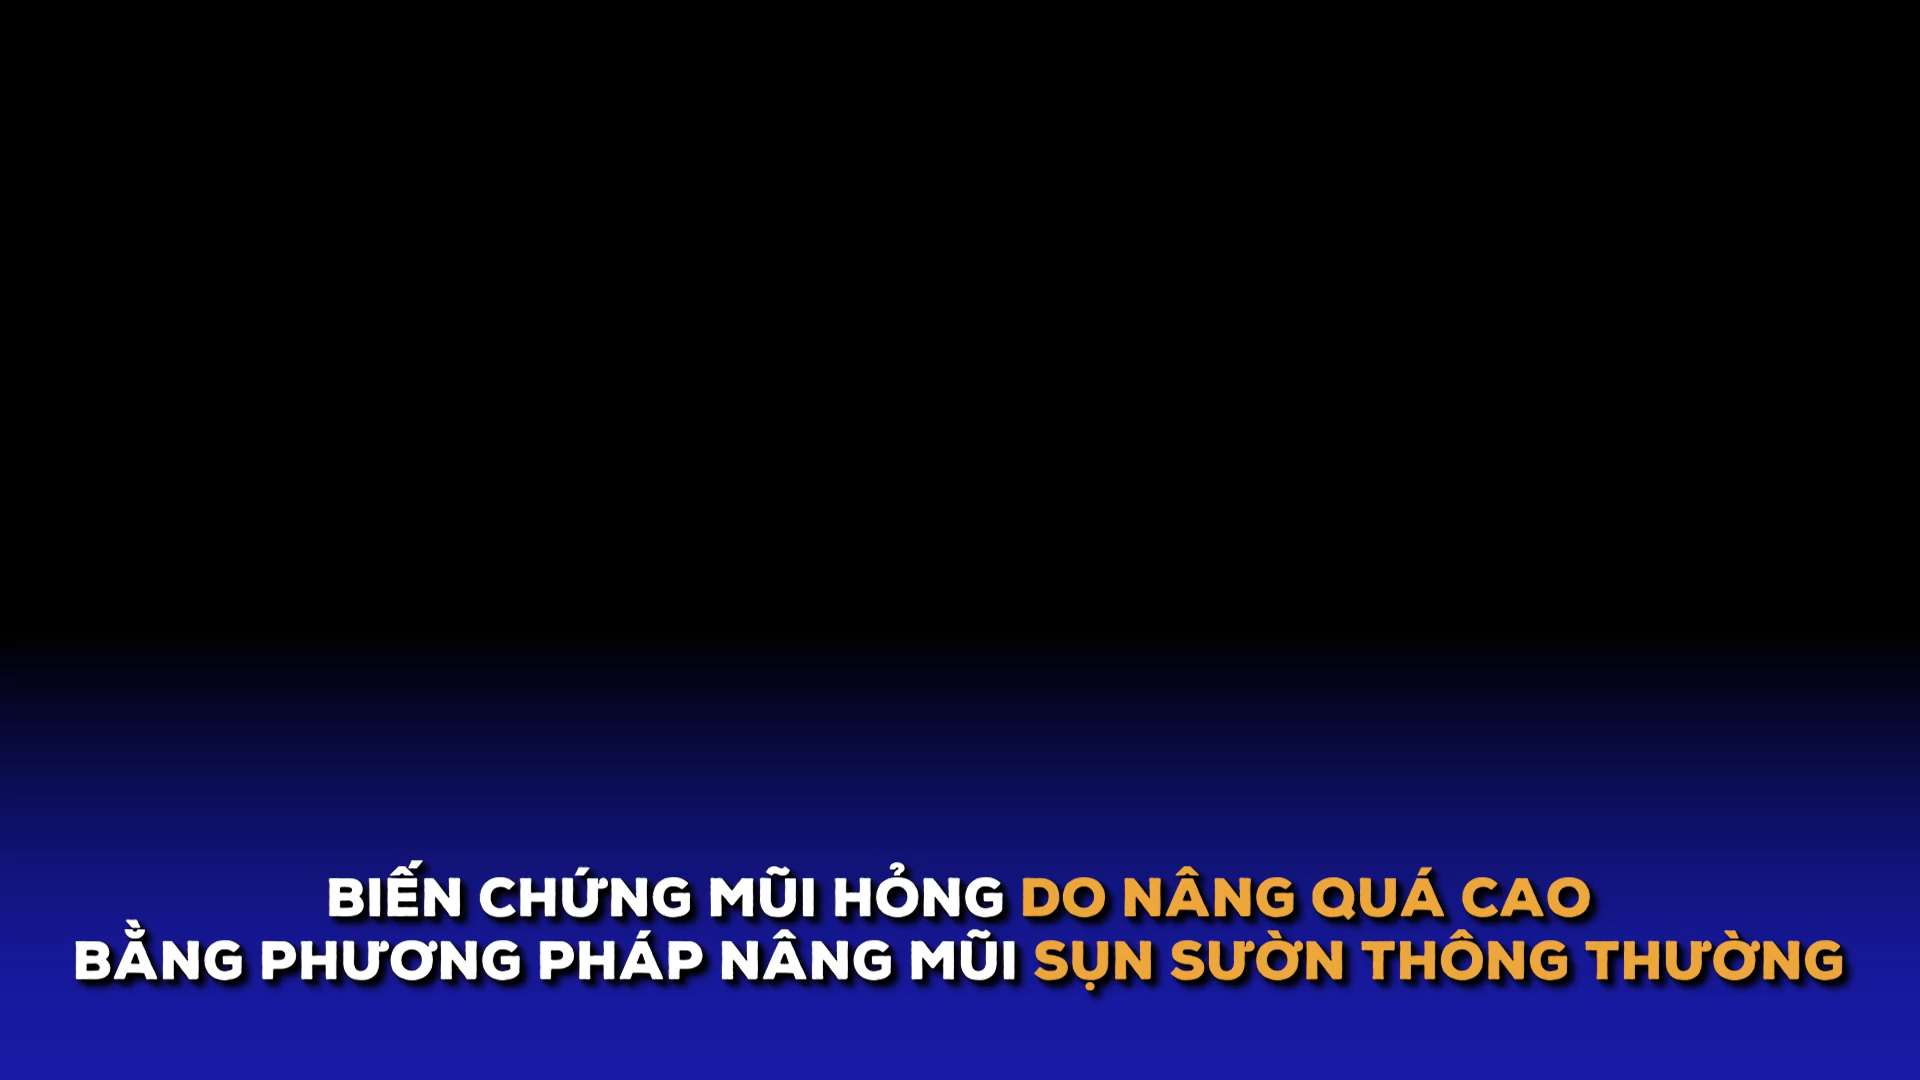 BIẾN CHỨNG MŨI HỎNG DO NÂNG QUÁ CAO
BẰNG PHƯƠNG PHÁP NÂNG MŨI SỤN SƯỜN THÔNG THƯỜNG